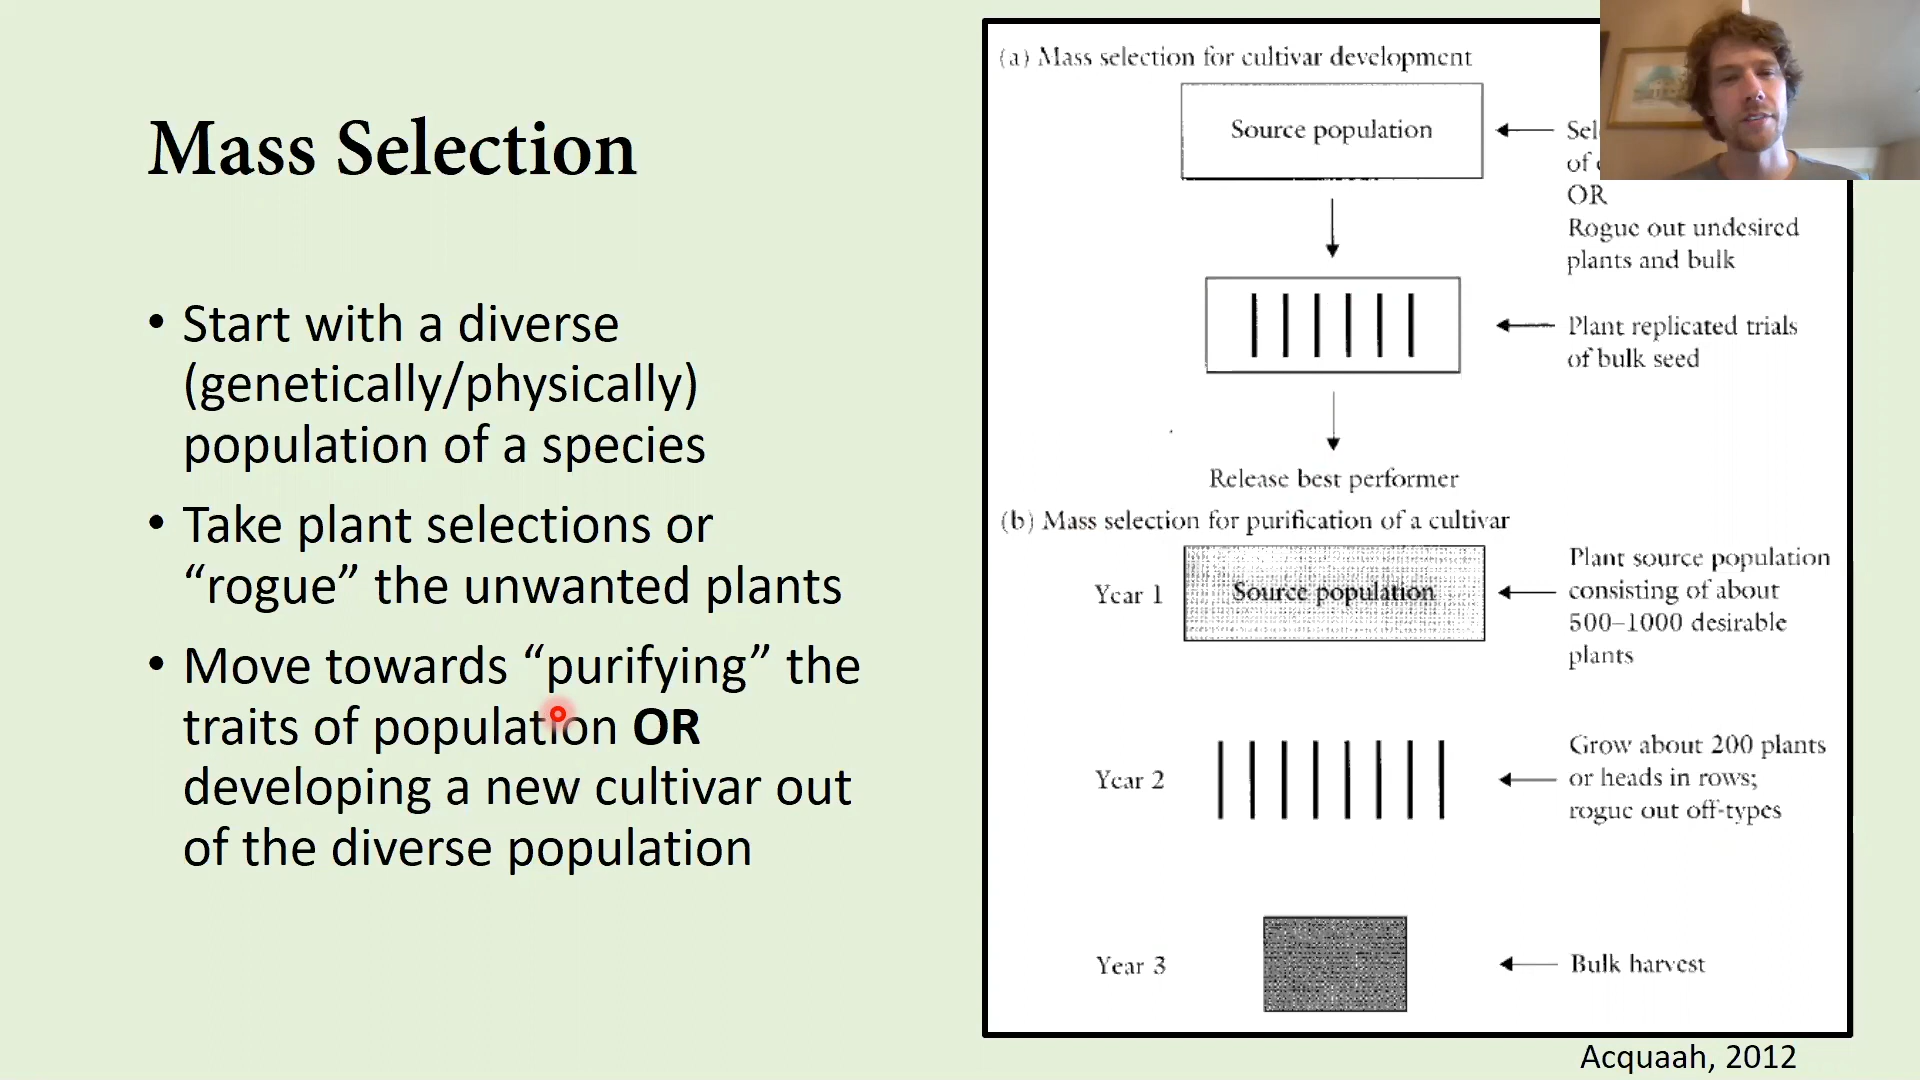 Mass Selection
• Start with a diverse
(genetically/physically)
population of a species
• Take plant selections or
“rogue” the unwanted plants
• Move towards “purifying” the
traits of population OR
developing a new cultivar out
of the diverse population
(a) Mass selection for cultivar development
Source population
of
OR
Rogue out undesired
plants and bulk
Plant replicated trials
of bulk seed
Release best performer
(b) Mass selection for purification of a cultivar
Year 1
Source population
Plant source population
consisting of about
500–1000 desirable
plants
Year 2
Grow about 200 plants
or heads in rows;
rogue out off-types
Year 3
Bulk harvest
Acquaah, 2012